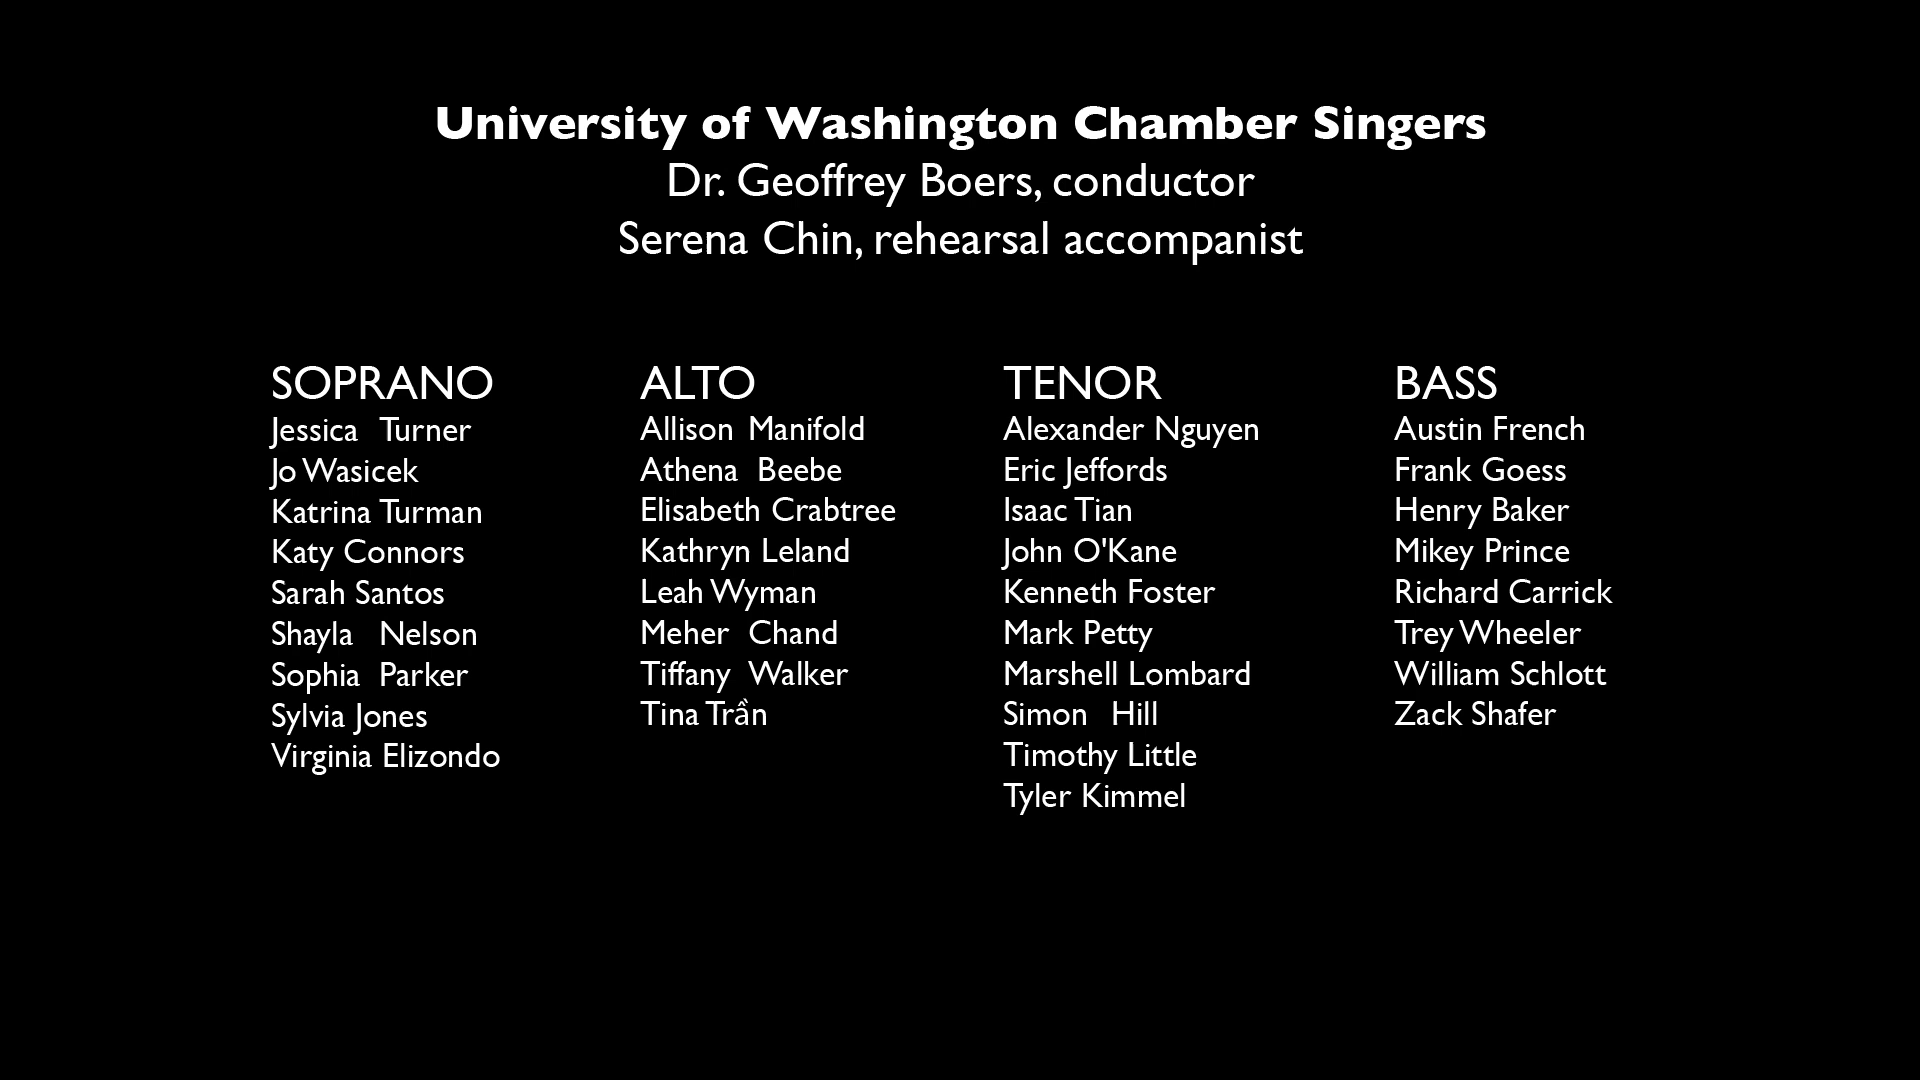 University of Washington Chamber Singers
Dr. Geoffrey Boers, conductor
Serena Chin, rehearsal accompanist
SOPRANO
Jessica Turner
Jo Wasicek
Katrina Turman
Katy Connors
Sarah Santos
Shayla Nelson
Sophia Parker
Sylvia Jones
Virginia Elizondo
ALTO
Allison Manifold
Athena Beebe
Elisabeth Crabtree
Kathryn Leland
Leah Wyman
Meher Chand
Tiffany Walker
Tina Trần
TENOR
Alexander Nguyen
Eric Jeffords
Isaac Tian
John O'Kane
Kenneth Foster
Mark Petty
Marshell Lombard
Simon Hill
Timothy Little
Tyler Kimmel
BASS
Austin French
Frank Goess
Henry Baker
Mikey Prince
Richard Carrick
Trey Wheeler
William Schlott
Zack Shafer